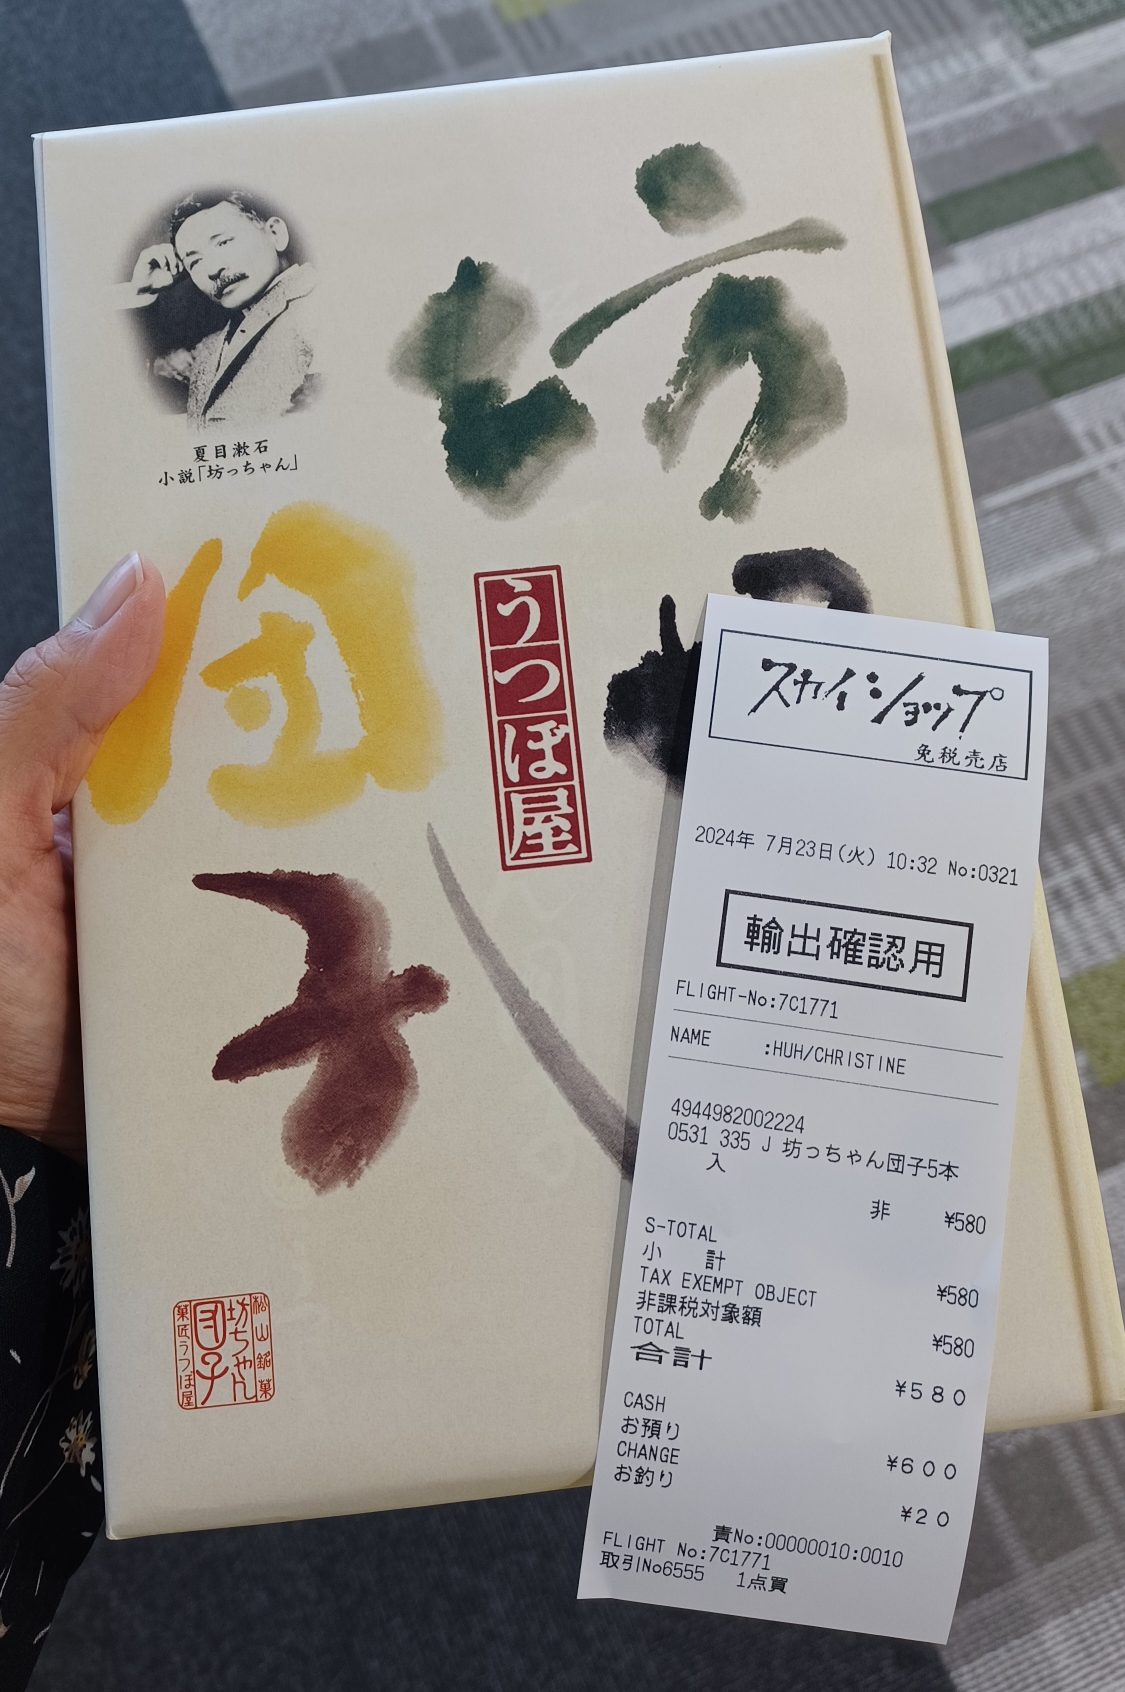 坊
夏目漱石
小説「坊っちゃん」
団子
うつぼ屋
松山銘菓
坊ちゃん
団子
菓匠うつぼ屋
スカイショップ
免税売店
2024年 7月23日(火) 10:32 No:0321
輸出確認用
FLIGHT-No:7C1771
NAME :HUH/CHRISTINE
4944982002224
0531 335 J 坊っちゃん団子5本
入
非 ¥580
S-TOTAL
小 計 ¥580
TAX EXEMPT OBJECT
非課税対象額 ¥580
TOTAL
合計 ¥580
CASH
お預り ¥600
CHANGE
お釣り ¥20
責No:00000010:0010
FLIGHT No:7C1771
取引No6555 1点買